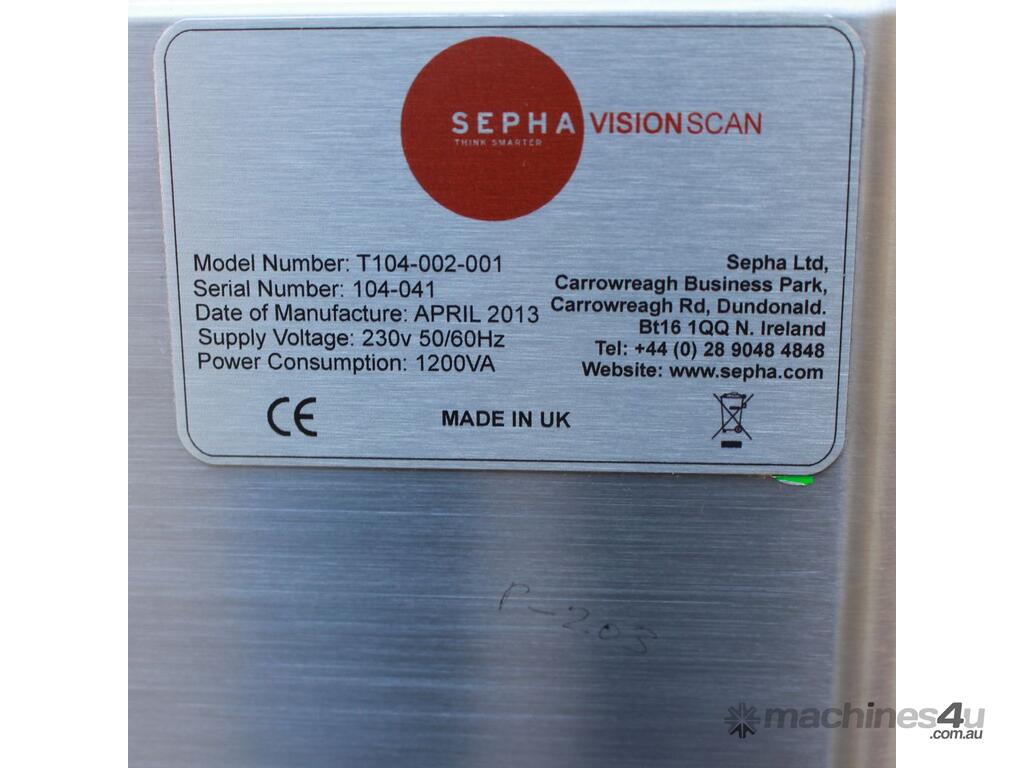 SEPHA VISIONSCAN
THINK SMARTER
Model Number: T104-002-001
Serial Number: 104-041
Date of Manufacture: APRIL 2013
Supply Voltage: 230v 50/60Hz
Power Consumption: 1200VA
Sepha Ltd,
Carrowreagh Business Park,
Carrowreagh Rd, Dundonald.
Bt16 1QQ N. Ireland
Tel: +44 (0) 28 9048 4848
Website: www.sepha.com
CE
MADE IN UK
machines4u
.com.au